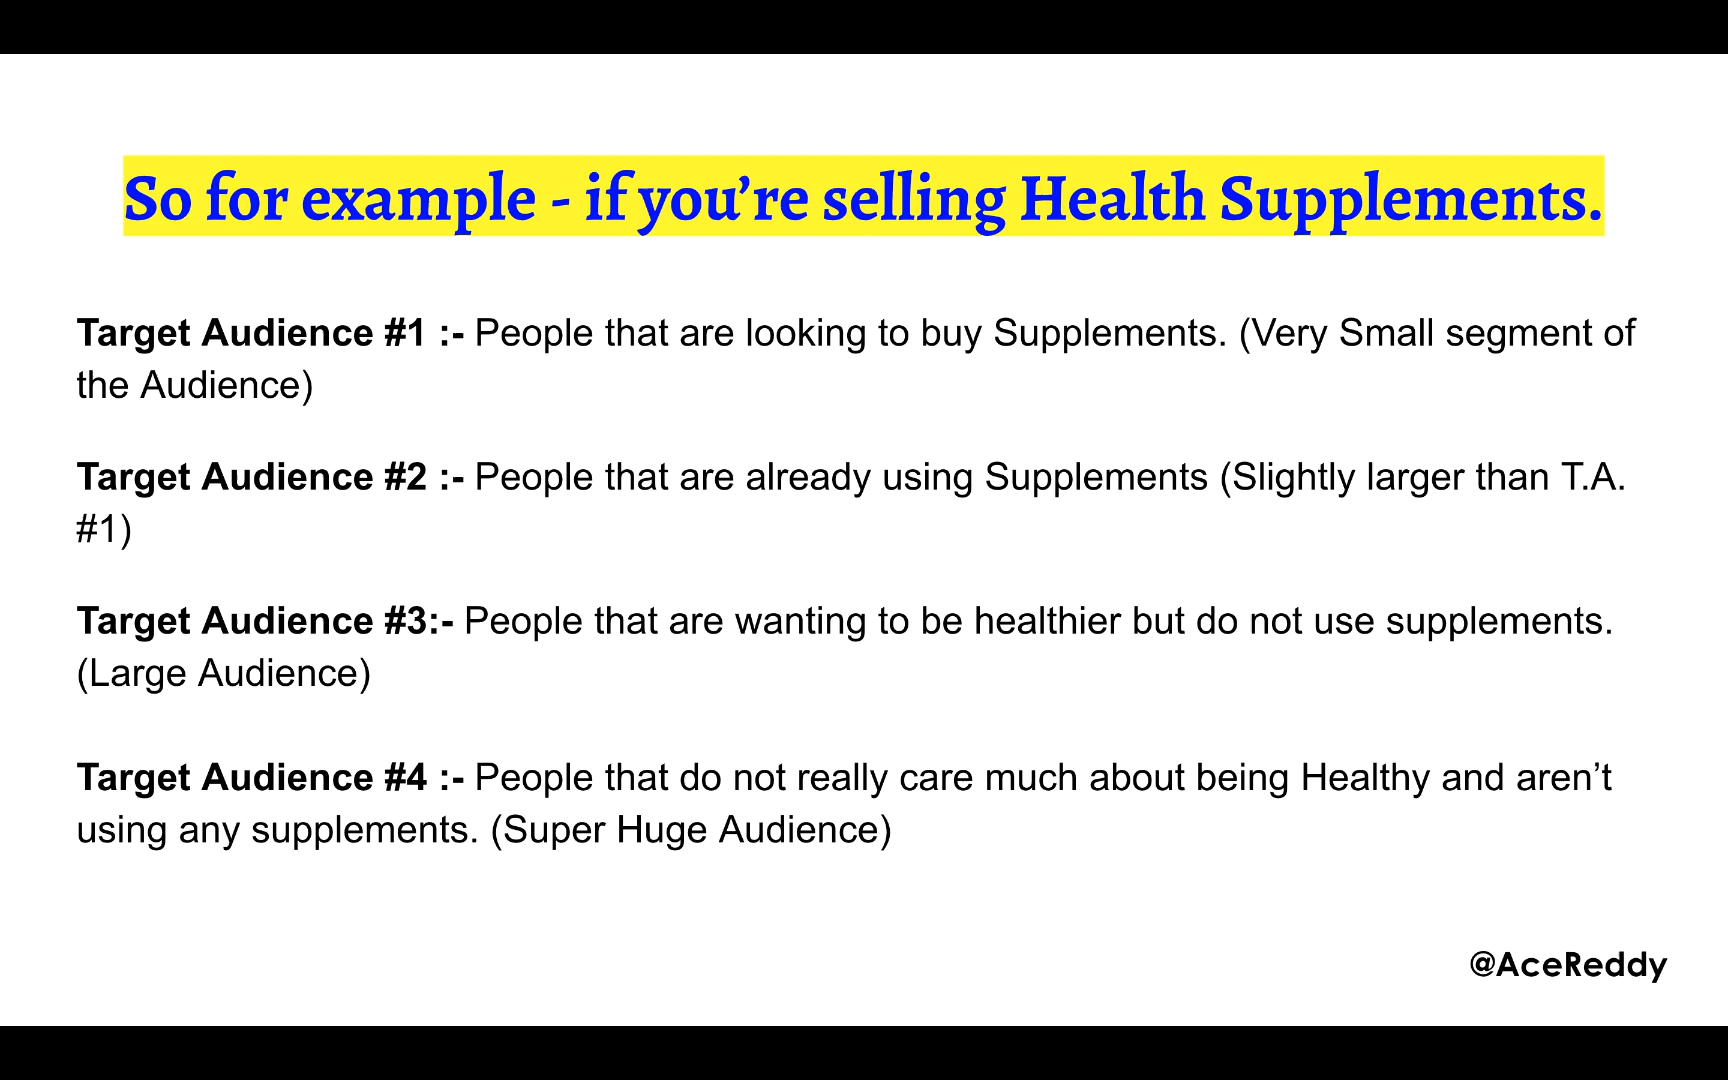 So for example - if you’re selling Health Supplements.
Target Audience #1 :- People that are looking to buy Supplements. (Very Small segment of
the Audience)
Target Audience #2 :- People that are already using Supplements (Slightly larger than T.A.
#1)
Target Audience #3:- People that are wanting to be healthier but do not use supplements.
(Large Audience)
Target Audience #4 :- People that do not really care much about being Healthy and aren’t
using any supplements. (Super Huge Audience)
@AceReddy